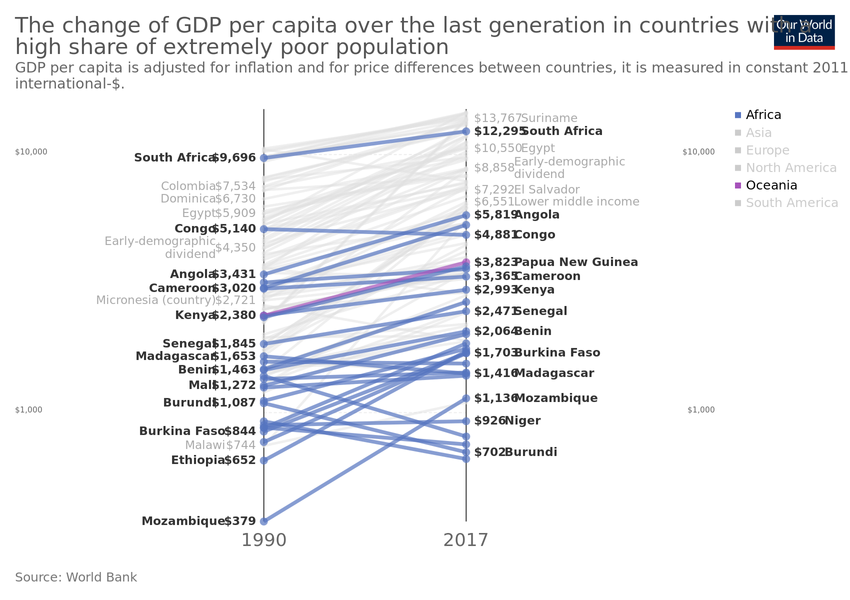 The change of GDP per capita over the last generation in countries with a
high share of extremely poor population
Our World
in Data
GDP per capita is adjusted for inflation and for price differences between countries, it is measured in constant 2011
international-$.
$10,000
South Africa $9,696
Colombia $7,534
Dominica $6,730
Egypt $5,909
Congo $5,140
Early-demographic
dividend $4,350
Angola $3,431
Cameroon $3,020
Micronesia (country) $2,721
Kenya $2,380
Senegal $1,845
Madagascar $1,653
Benin $1,463
Mali $1,272
Burundi $1,087
$1,000
Burkina Faso $844
Malawi $744
Ethiopia $652
Mozambique $379
$13,767 Suriname
$12,295 South Africa
$10,550 Egypt
$8,858 Early-demographic
dividend
$7,292 El Salvador
$6,551 Lower middle income
$5,819 Angola
$4,881 Congo
$3,823 Papua New Guinea
$3,365 Cameroon
$2,993 Kenya
$2,471 Senegal
$2,064 Benin
$1,703 Burkina Faso
$1,416 Madagascar
$1,136 Mozambique
$926 Niger
$702 Burundi
$10,000
$1,000
Africa
Asia
Europe
North America
Oceania
South America
1990
2017
Source: World Bank